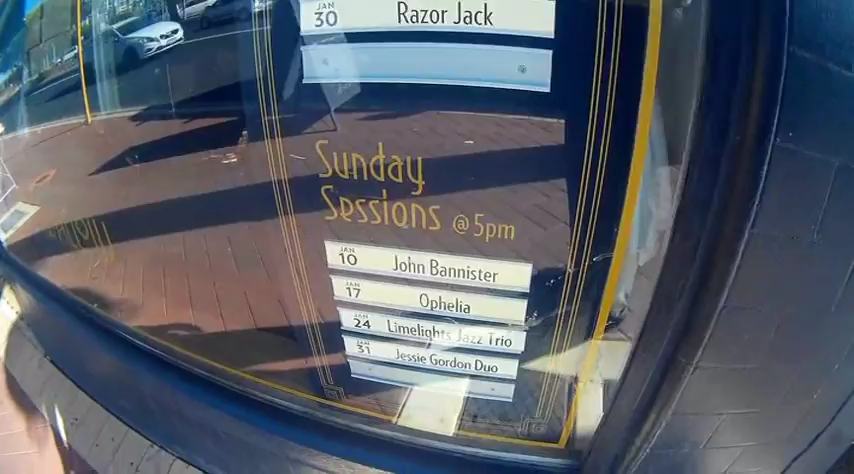 JAN
30 Razor Jack
Sunday
Sessions @ 5pm
JAN
10 John Bannister
JAN
17 Ophelia
JAN
24 Limelights Jazz Trio
JAN
31 Jessie Gordon Duo